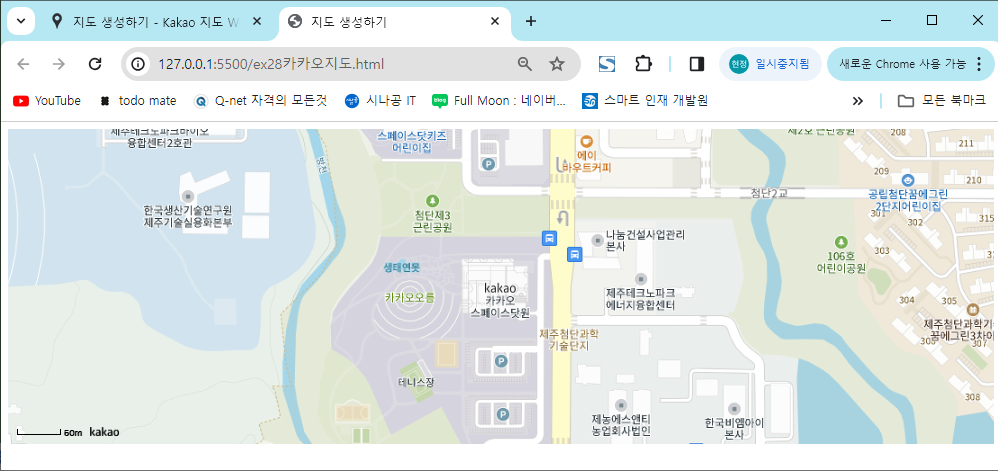 지도 생성하기 - Kakao 지도 W
지도 생성하기
127.0.0.1:5500/ex28카카오지도.html
현정
일시중지됨
새로운 Chrome 사용 가능
YouTube
todo mate
Q-net 자격의 모든것
시나공 IT
blog
Full Moon : 네이버...
스마트 인재 개발원
모든 북마크
제주테크노파크바이오
융합센터2호관
스페이스닷키즈
어린이집
P
에이
바우트커피
제2호 근린공원
208
211
209
210
첨단2교
공립첨단꿈에그린
2단지어린이집
한국생산기술연구원
제주기술실용화본부
첨단제3
근린공원
301
302
303
305
나눔건설사업관리
본사
106호
어린이공원
생태연못
카카오오름
kakao
카카오
스페이스닷원
제주테크노파크
에너지융합센터
304
305
제주첨단과학기
꿈에그린3차아
제주첨단과학
기술단지
306
307
308
P
테니스장
P
제농에스앤티
농업회사법인
한국비엠아이
본사
60m
kakao